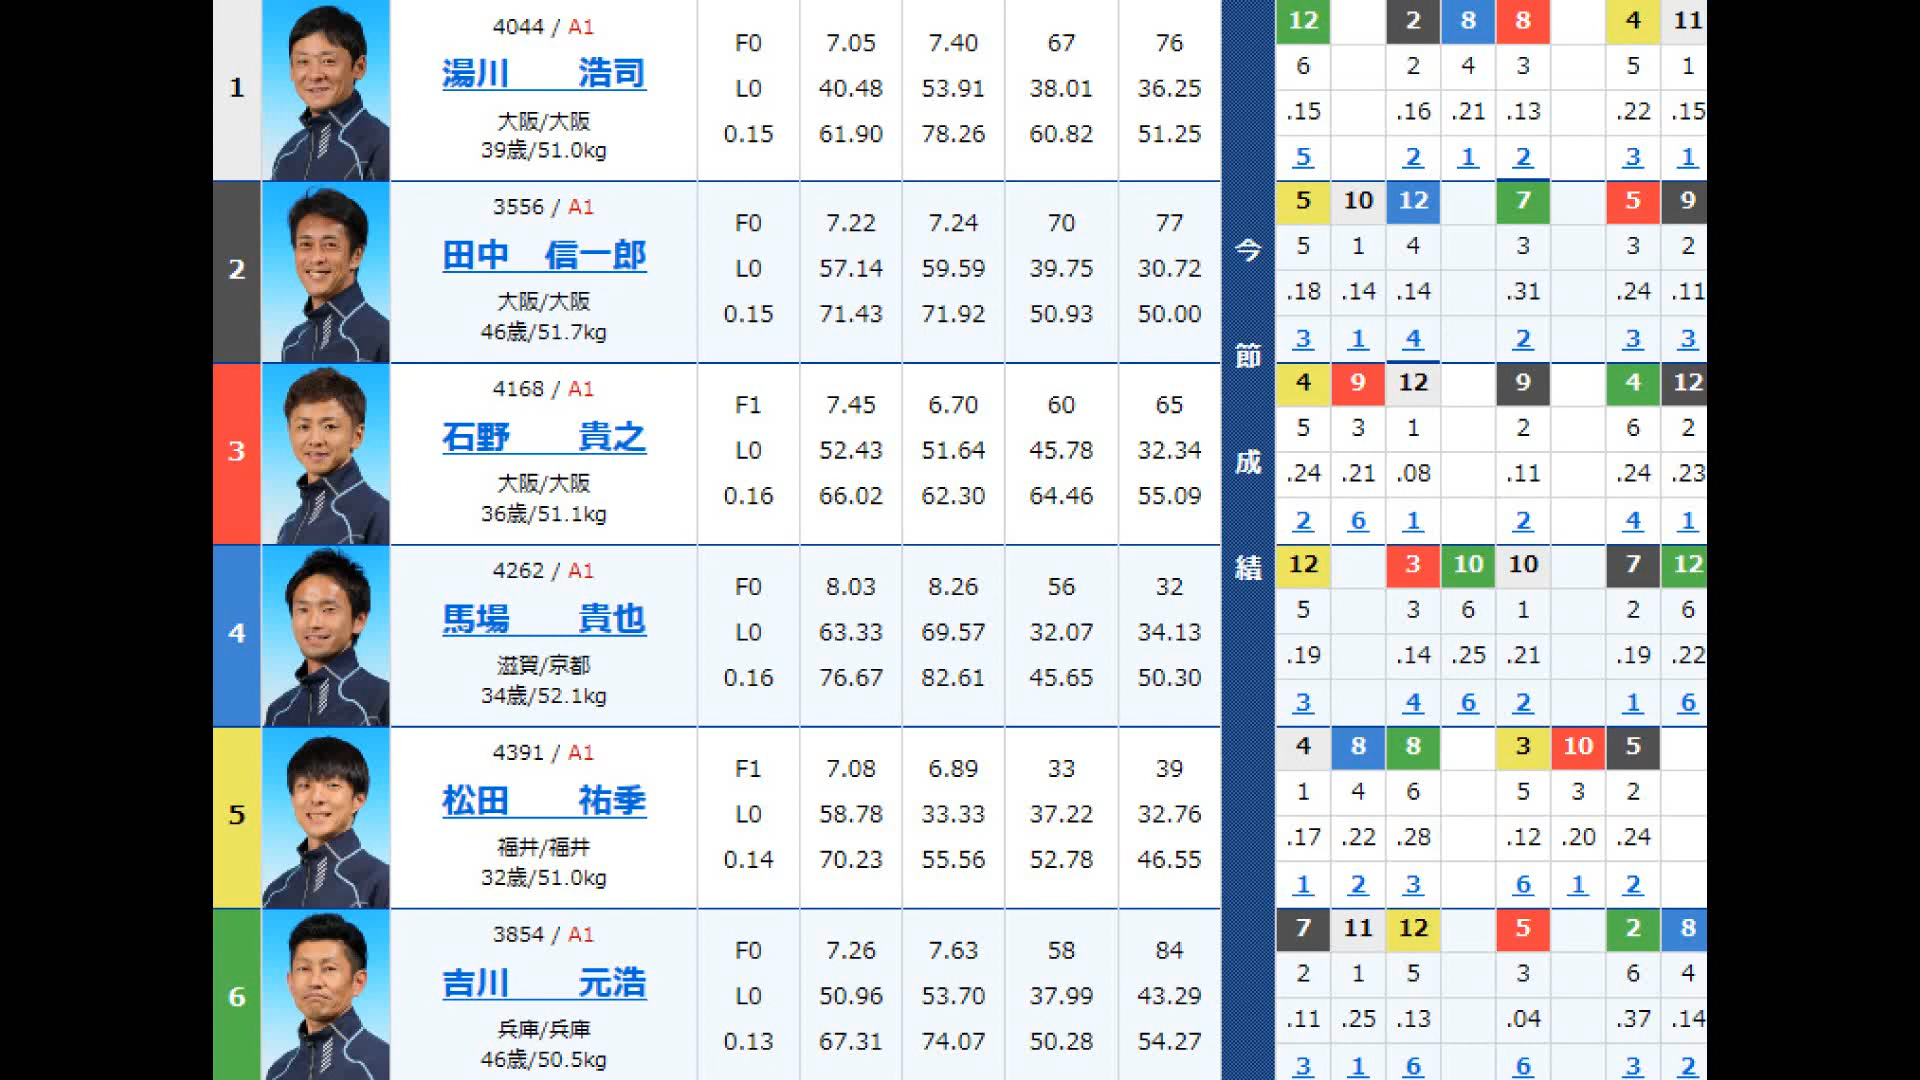 1
4044 / A1
湯川 浩司
大阪/大阪
39歳/51.0kg
F0 7.05 7.40 67 76
L0 40.48 53.91 38.01 36.25
0.15 61.90 78.26 60.82 51.25
12 2 8 8 4 11
6 2 4 3 5 1
.15 .16 .21 .13 .22 .15
5 2 1 2 3 1
2
3556 / A1
田中 信一郎
大阪/大阪
46歳/51.7kg
F0 7.22 7.24 70 77
L0 57.14 59.59 39.75 30.72
0.15 71.43 71.92 50.93 50.00
5 10 12 7 5 9
5 1 4 3 3 2
.18 .14 .14 .31 .24 .11
3 1 4 2 3 3
3
4168 / A1
石野 貴之
大阪/大阪
36歳/51.1kg
F1 7.45 6.70 60 65
L0 52.43 51.64 45.78 32.34
0.16 66.02 62.30 64.46 55.09
今節成結
4 9 12 9 4 12
5 3 1 2 6 2
.24 .21 .08 .11 .24 .23
2 6 1 2 4 1
4
4262 / A1
馬場 貴也
滋賀/京都
34歳/52.1kg
F0 8.03 8.26 56 32
L0 63.33 69.57 32.07 34.13
0.16 76.67 82.61 45.65 50.30
12 3 10 10 7 12
5 3 6 1 2 6
.19 .14 .25 .21 .19 .22
3 4 6 2 1 6
5
4391 / A1
松田 祐季
福井/福井
32歳/51.0kg
F1 7.08 6.89 33 39
L0 58.78 33.33 37.22 32.76
0.14 70.23 55.56 52.78 46.55
4 8 8 3 10 5
1 4 6 5 3 2
.17 .22 .28 .12 .20 .24
1 2 3 6 1 2
6
3854 / A1
吉川 元浩
兵庫/兵庫
46歳/50.5kg
F0 7.26 7.63 58 84
L0 50.96 53.70 37.99 43.29
0.13 67.31 74.07 50.28 54.27
7 11 12 5 2 8
2 1 5 3 6 4
.11 .25 .13 .04 .37 .14
3 1 6 6 3 2